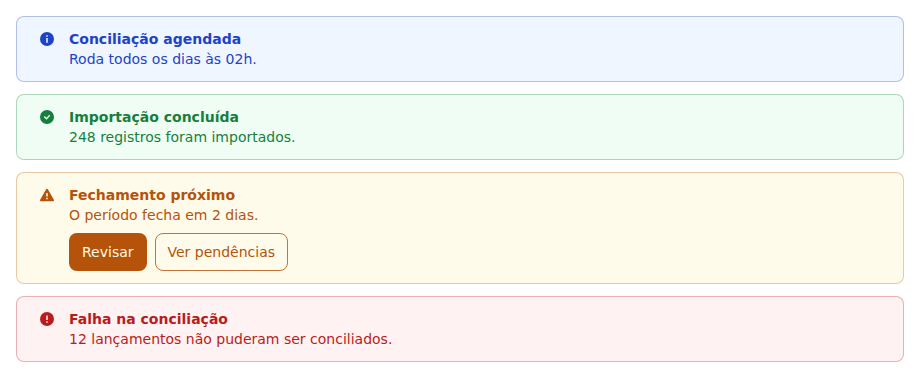 Conciliação agendada
Roda todos os dias às 02h.
Importação concluída
248 registros foram importados.
Fechamento próximo
O período fecha em 2 dias.
Revisar Ver pendências
Falha na conciliação
12 lançamentos não puderam ser conciliados.